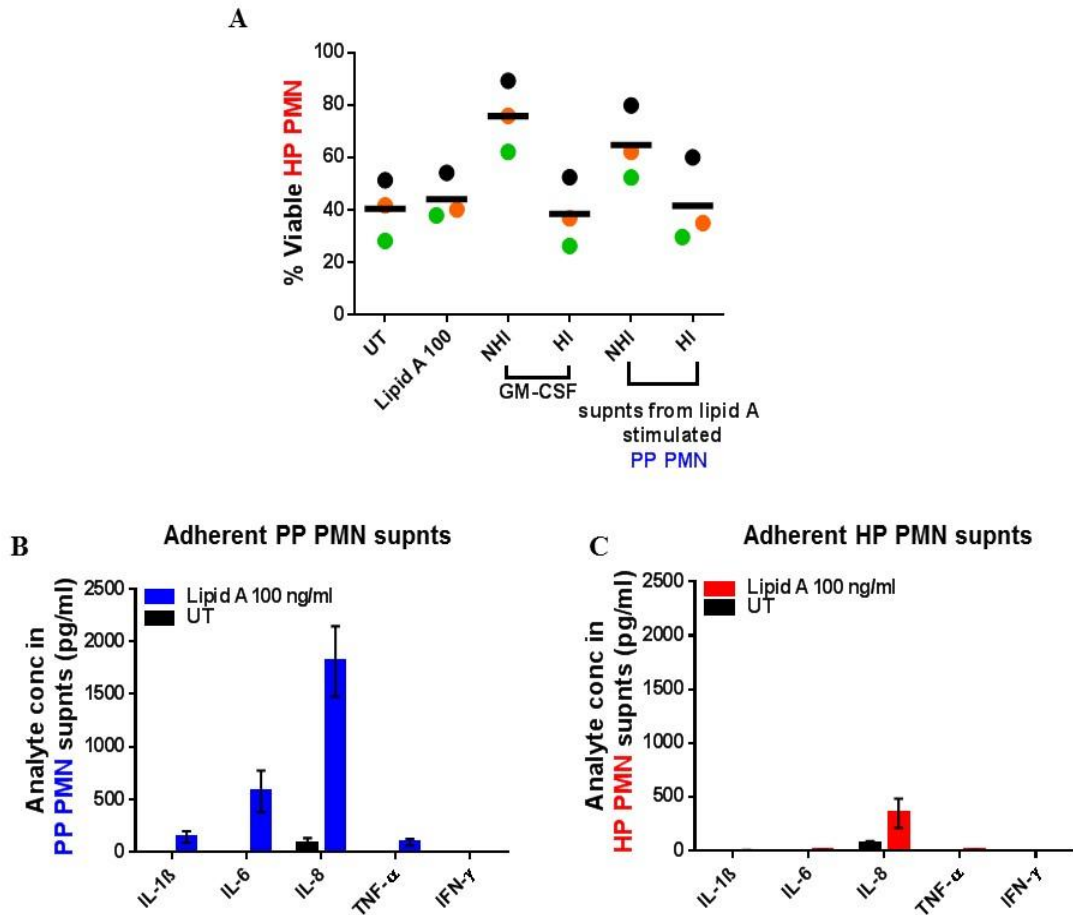 A
% Viable HP PMN
100
80
60
40
20
0
UT
Lipid A 100
NHI
HI
NHI
HI
GM-CSF
supnts from lipid A
stimulated
PP PMN
B
Adherent PP PMN supnts
Analyte conc in
PP PMN supnts (pg/ml)
2500
2000
1500
1000
500
0
Lipid A 100 ng/ml
UT
IL-1ß
IL-6
IL-8
TNF-α
IFN-γ
C
Adherent HP PMN supnts
Analyte conc in
HP PMN supnts (pg/ml)
2500
2000
1500
1000
500
0
Lipid A 100 ng/ml
UT
IL-1ß
IL-6
IL-8
TNF-α
IFN-γ